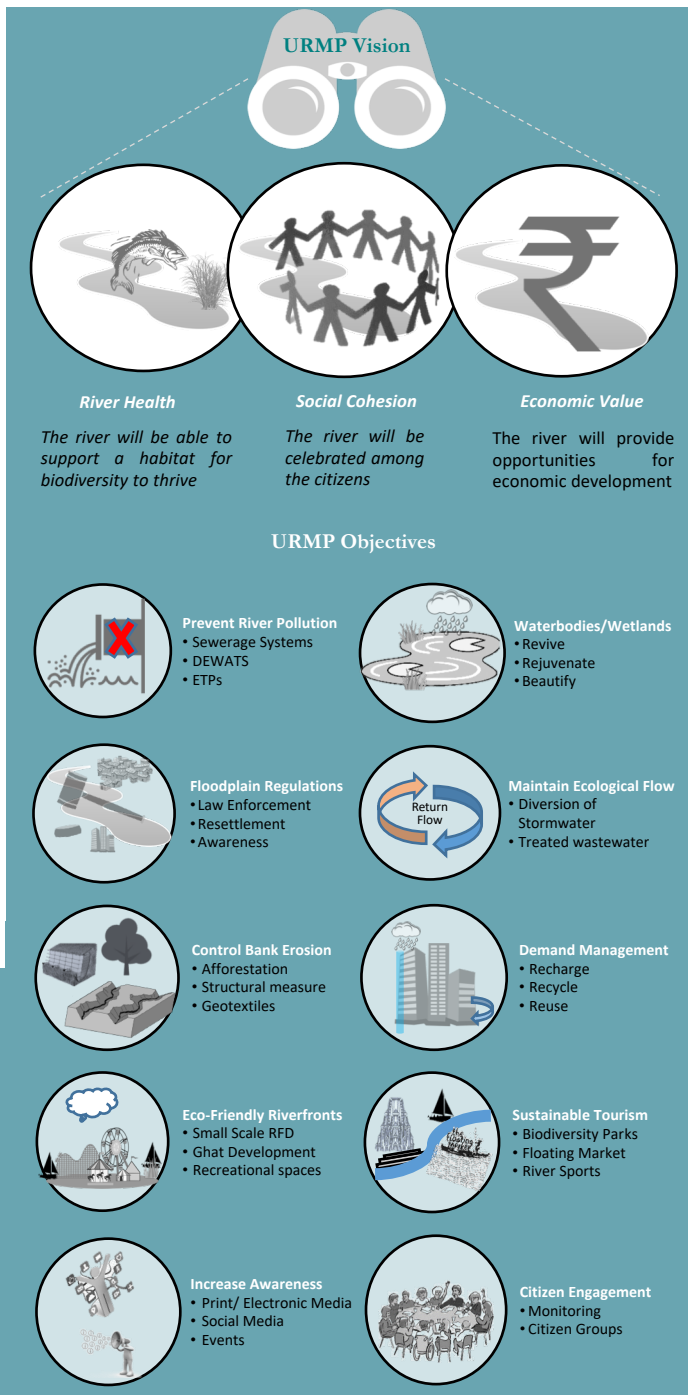 URMP Vision
River Health
The river will be able to
support a habitat for
biodiversity to thrive
Social Cohesion
The river will be
celebrated among
the citizens
Economic Value
The river will provide
opportunities for
economic development
URMP Objectives
Prevent River Pollution
• Sewerage Systems
• DEWATS
• ETPs
Waterbodies/Wetlands
• Revive
• Rejuvenate
• Beautify
Floodplain Regulations
• Law Enforcement
• Resettlement
• Awareness
Return
Flow
Maintain Ecological Flow
• Diversion of
Stormwater
• Treated wastewater
Control Bank Erosion
• Afforestation
• Structural measure
• Geotextiles
Demand Management
• Recharge
• Recycle
• Reuse
Eco-Friendly Riverfronts
• Small Scale RFD
• Ghat Development
• Recreational spaces
the
floating
market
Sustainable Tourism
• Biodiversity Parks
• Floating Market
• River Sports
Increase Awareness
• Print/ Electronic Media
• Social Media
• Events
Citizen Engagement
• Monitoring
• Citizen Groups